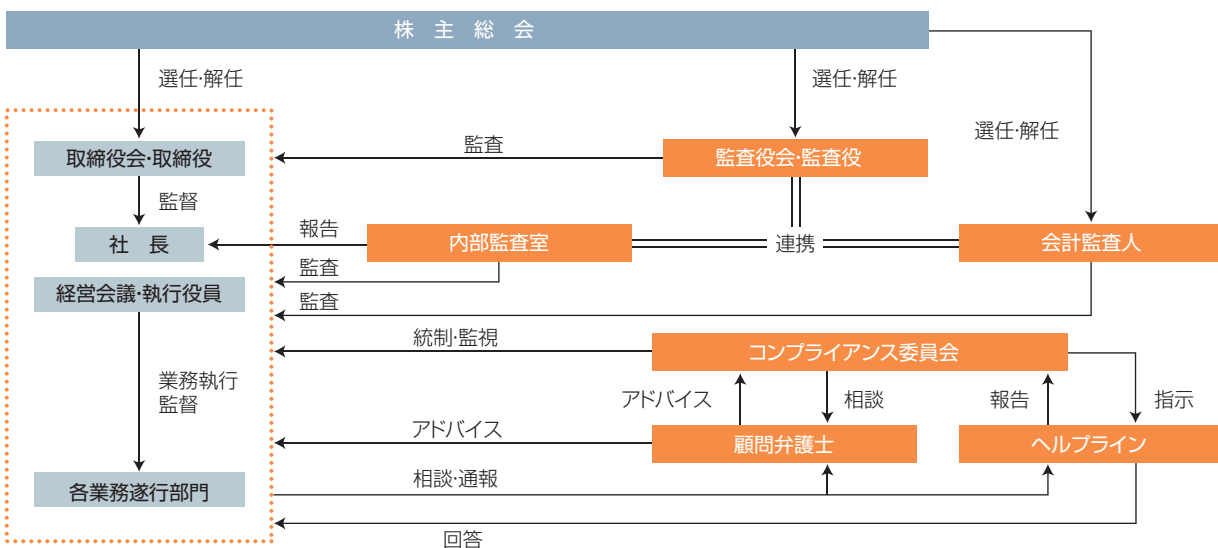 株 主 総 会
選任·解任
選任·解任
選任·解任
取締役会·取締役
監査
監査役会·監査役
監督
社 長
報告
内部監査室
連携
会計監査人
監査
経営会議·執行役員
監査
統制·監視
コンプライアンス委員会
業務執行
監督
アドバイス
相談
報告
指示
アドバイス
顧問弁護士
ヘルプライン
各業務遂行部門
相談·通報
回答